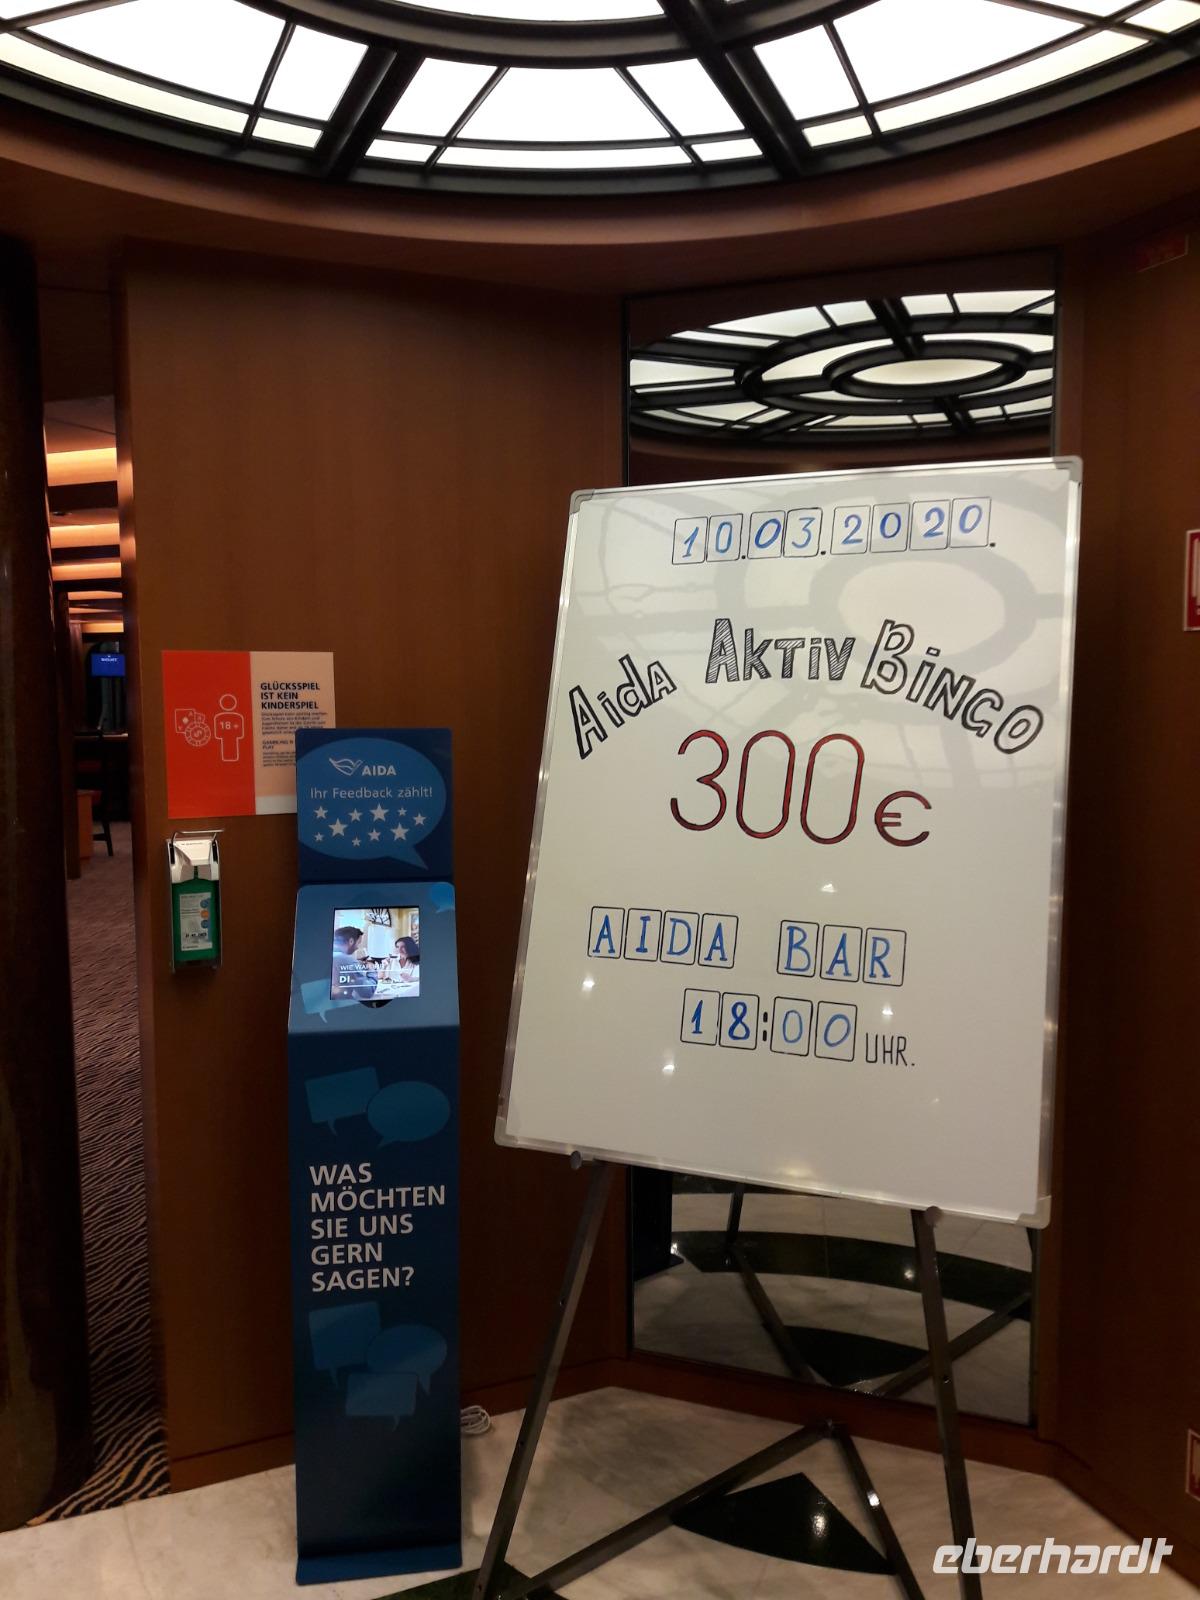 10.03.2020.
Aida Aktiv Bingo
300€
AIDA BAR
18:00 UHR.
GLÜCKSSPIEL
IST KEIN
KINDERSPIEL
18+
AIDA
Ihr Feedback zählt!
WAS
MÖCHTEN
SIE UNS
GERN
SAGEN?
eberhardt